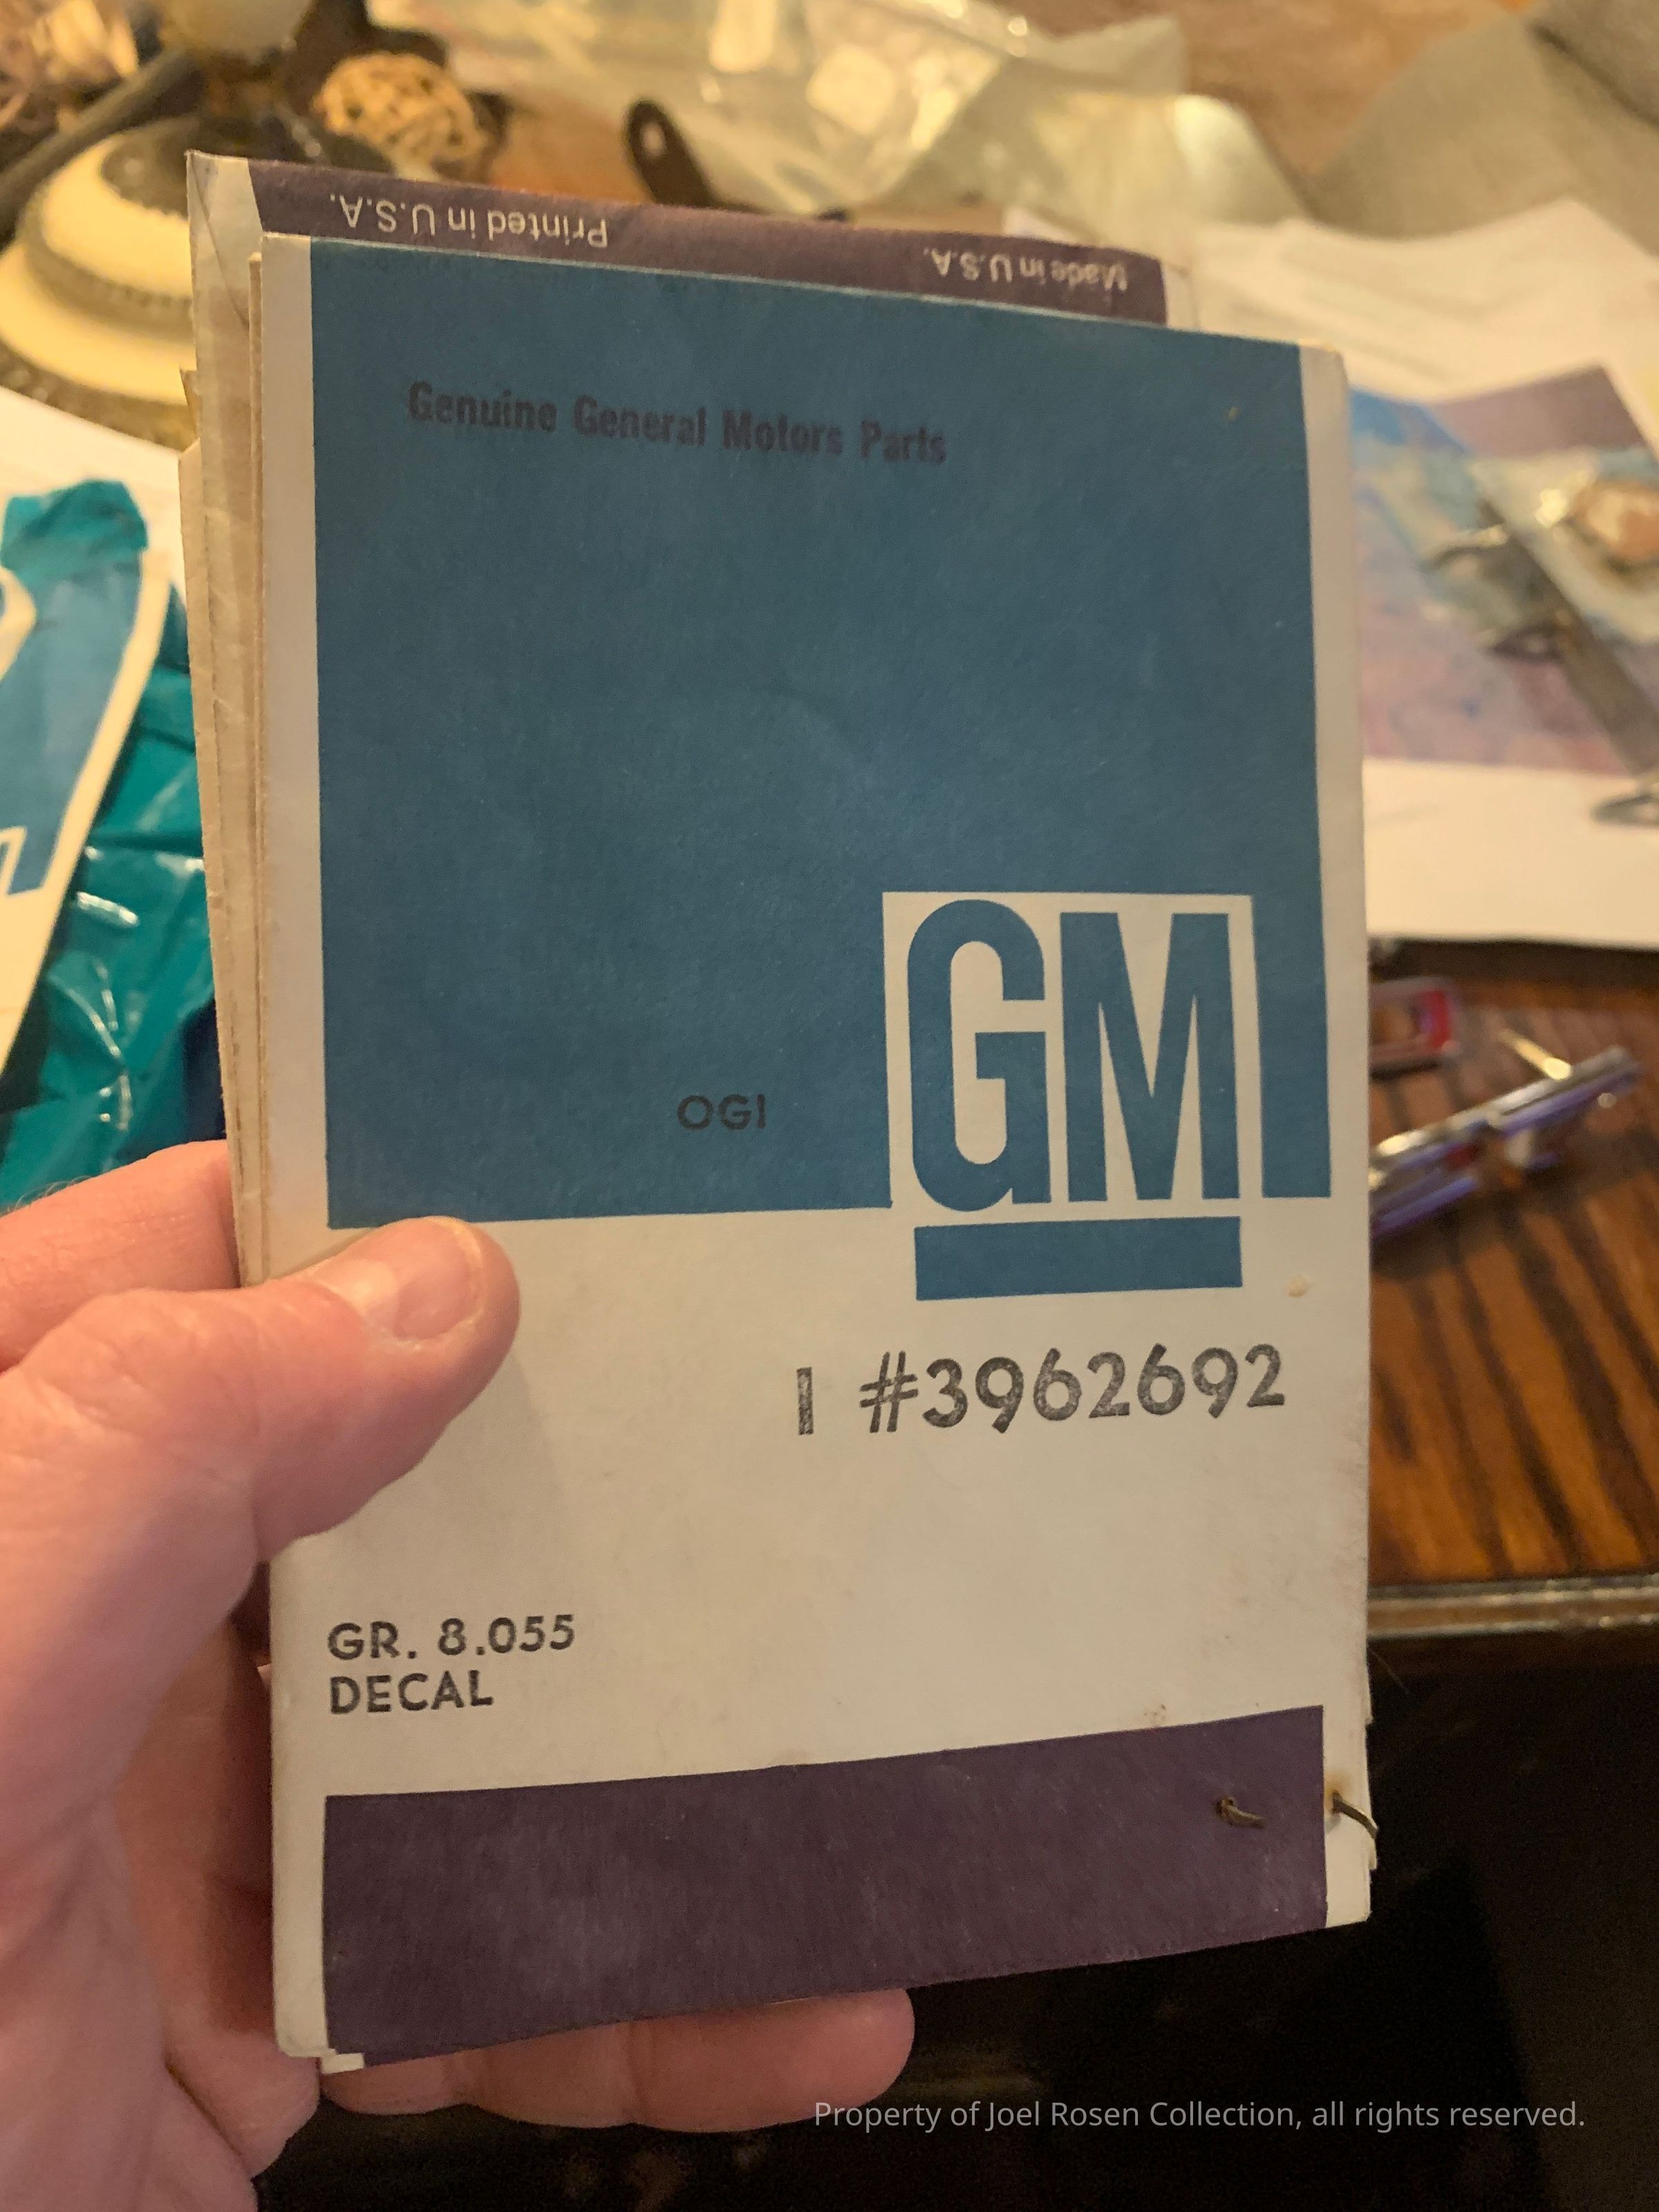 Printed in U.S.A.
Made in U.S.A.
Genuine General Motors Parts
OG1
GM
1 #3962692
GR. 8.055
DECAL
Property of Joel Rosen Collection, all rights reserved.